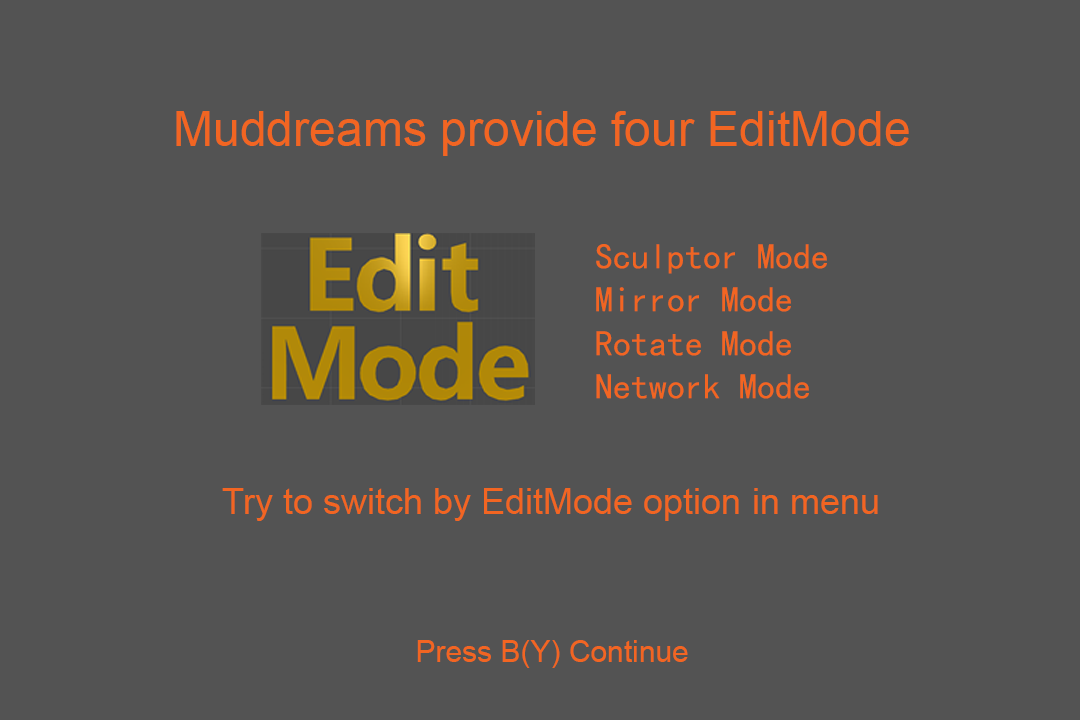 Muddreams provide four EditMode
Edit
Mode
Sculptor Mode
Mirror Mode
Rotate Mode
Network Mode
Try to switch by EditMode option in menu
Press B(Y) Continue